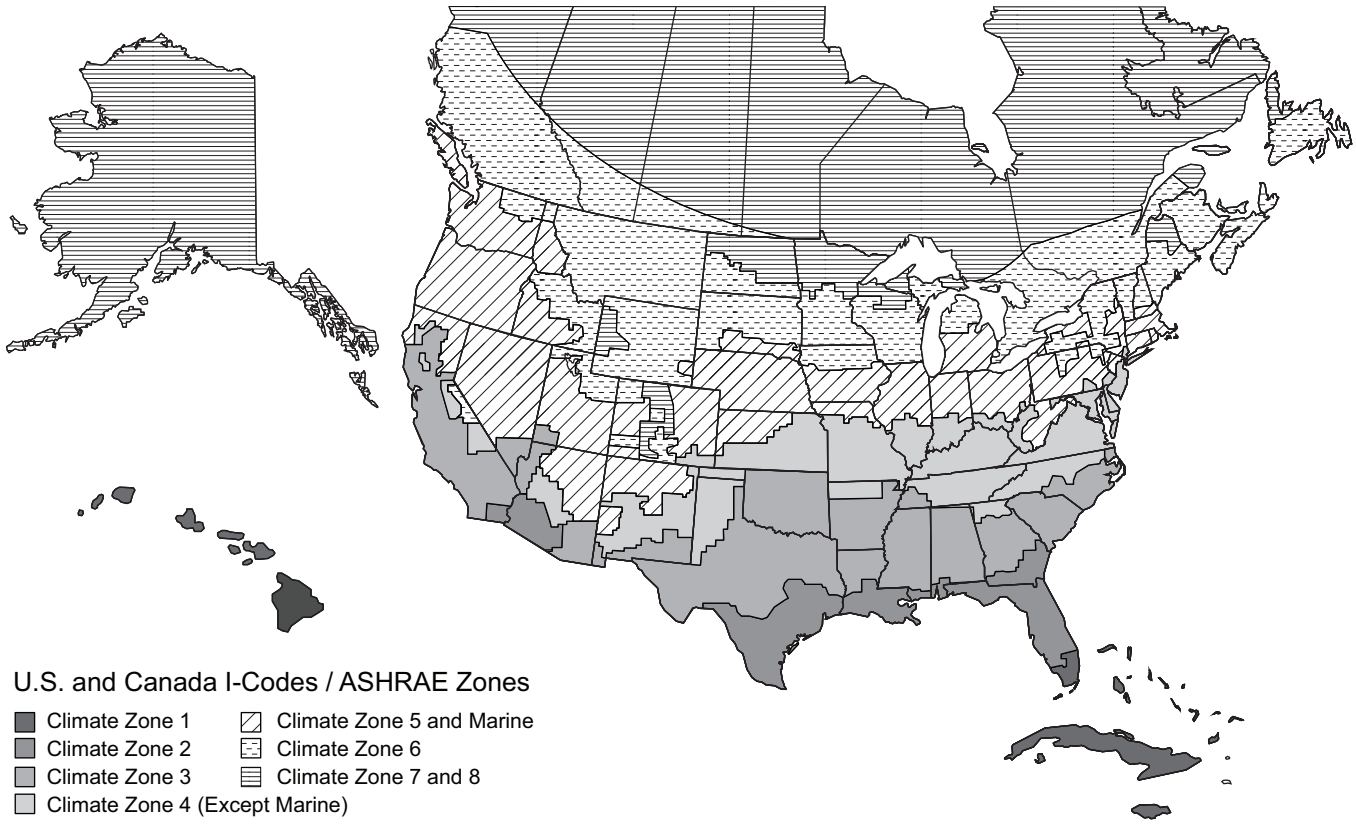 U.S. and Canada I-Codes / ASHRAE Zones
Climate Zone 1
Climate Zone 2
Climate Zone 3
Climate Zone 4 (Except Marine)
Climate Zone 5 and Marine
Climate Zone 6
Climate Zone 7 and 8